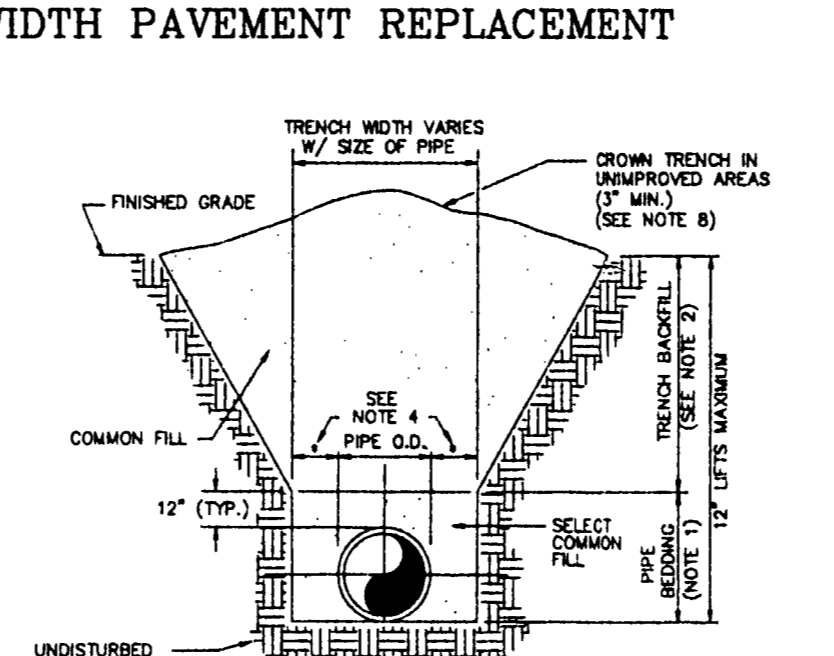 WIDTH PAVEMENT REPLACEMENT
TRENCH WIDTH VARIES
W/ SIZE OF PIPE
CROWN TRENCH IN
UNIMPROVED AREAS
(3" MIN.)
(SEE NOTE 8)
FINISHED GRADE
SEE
NOTE 4
PIPE O.D.
COMMON FILL
12" (TYP.)
SELECT
COMMON
FILL
TRENCH BACKFILL
(SEE NOTE 2)
12" LIFTS MAXIMUM
PIPE
BEDDING
(NOTE 1)
UNDISTURBED